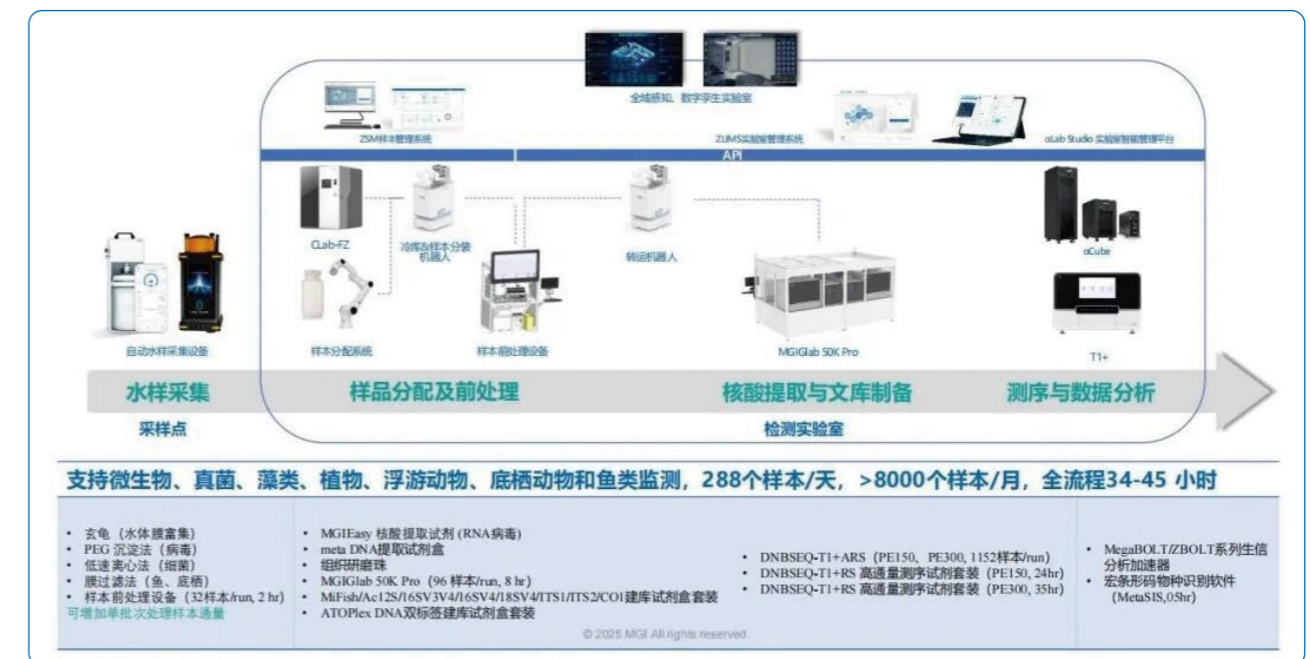 全域感知、数字孪生实验室
ZSM样本管理系统
ZLIMS实验室管理系统
αLab Studio 实验室智能管理平台
API
CLab-FZ
冷库&样本分装
机器人
转运机器人
αCube
自动水样采集设备
样本分配系统
样本前处理设备
MGIGlab 50K Pro
T1+
水样采集
样品分配及前处理
核酸提取与文库制备
测序与数据分析
采样点
检测实验室
支持微生物、真菌、藻类、植物、浮游动物、底栖动物和鱼类监测，288个样本/天，>8000个样本/月，全流程34-45 小时
• 玄龟（水体膜富集）
• PEG 沉淀法（病毒）
• 低速离心法（细菌）
• 膜过滤法（鱼、底栖）
• 样本前处理设备（32样本/run, 2 hr）
可增加单批次处理样本通量
• MGIEasy 核酸提取试剂 (RNA病毒)
• meta DNA提取试剂盒
• 组织研磨珠
• MGIGlab 50K Pro（96 样本/run, 8 hr）
• MiFish/Ac12S/16SV3V4/16SV4/18SV4/ITS1/ITS2/CO1建库试剂盒套装
• ATOPlex DNA双标签建库试剂盒套装
• DNBSEQ-T1+ARS（PE150、PE300, 1152样本/run）
• DNBSEQ-T1+RS 高通量测序试剂套装（PE150, 24hr）
• DNBSEQ-T1+RS 高通量测序试剂套装（PE300, 35hr）
• MegaBOLT/ZBOLT系列生信
分析加速器
• 宏条形码物种识别软件
（MetaSIS,05hr）
© 2025 MGI All rights reserved.